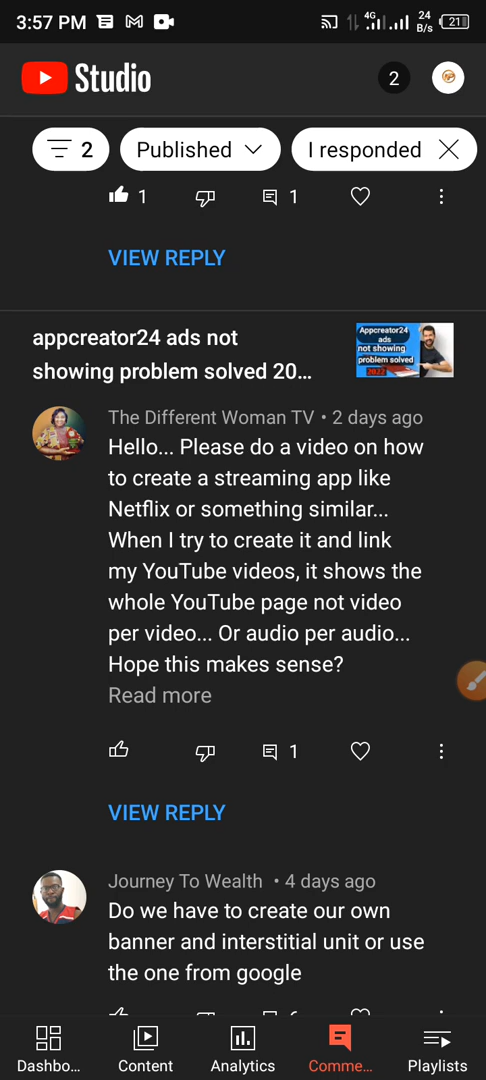 3:57 PM 4G 24 B/s 21
Studio 2
2 Published I responded
1 1
VIEW REPLY
appcreator24 ads not
showing problem solved 20...
Appcreator24
ads
not showing
problem solved
2022
The Different Woman TV • 2 days ago
Hello... Please do a video on how
to create a streaming app like
Netflix or something similar...
When I try to create it and link
my YouTube videos, it shows the
whole YouTube page not video
per video... Or audio per audio...
Hope this makes sense?
Read more
1
VIEW REPLY
Journey To Wealth • 4 days ago
Do we have to create our own
banner and interstitial unit or use
the one from google
Dashbo... Content Analytics Comme... Playlists